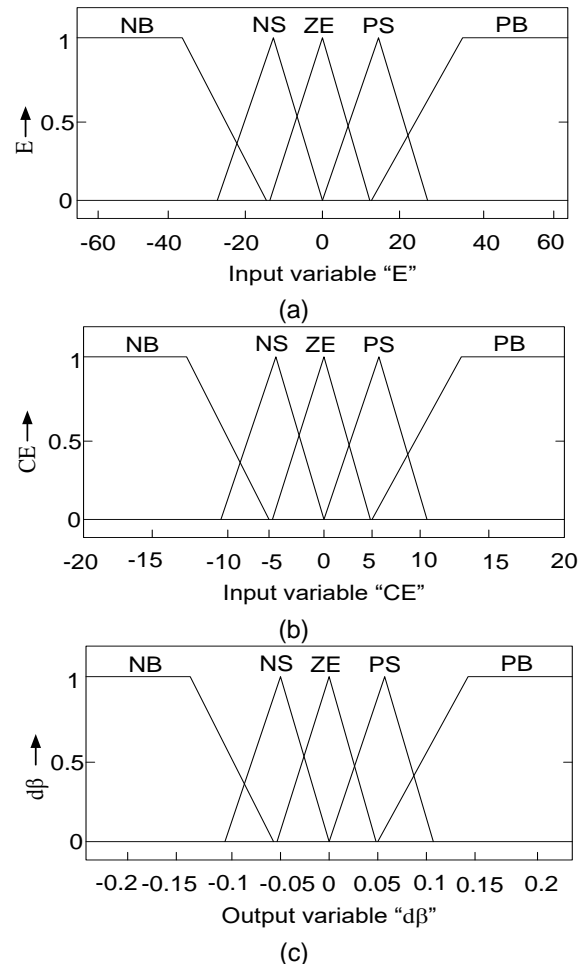 NB NS ZE PS PB
1
0.5
0
E
-60 -40 -20 0 20 40 60
Input variable “E”
(a)
NB NS ZE PS PB
1
0.5
0
CE
-20 -15 -10 -5 0 5 10 15 20
Input variable “CE”
(b)
NB NS ZE PS PB
1
0.5
0
dβ
-0.2 -0.15 -0.1 -0.05 0 0.05 0.1 0.15 0.2
Output variable “dβ”
(c)